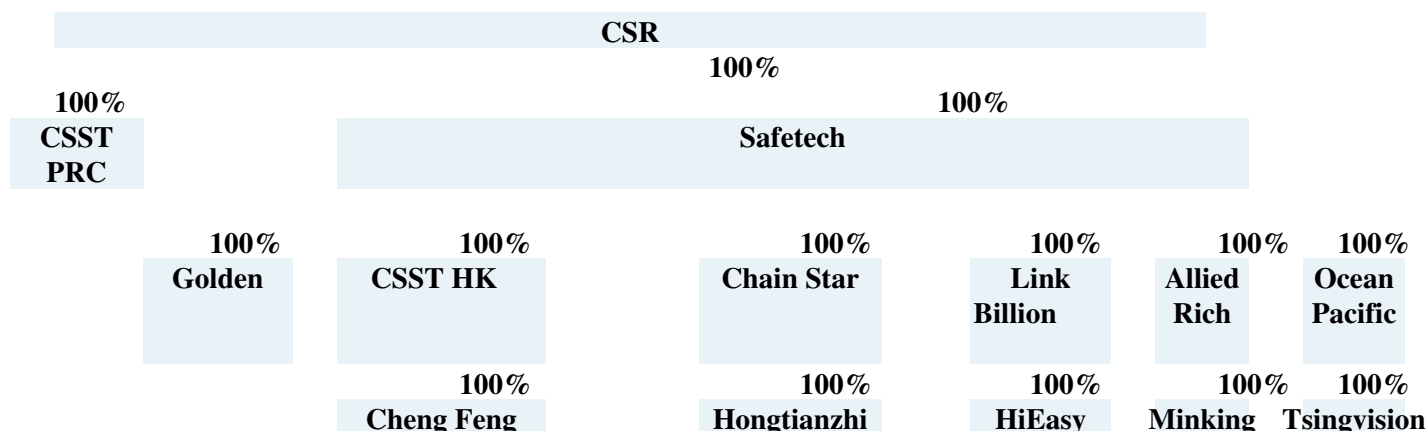 CSR
100%
100% 100%
CSST Safetech
PRC
100% 100% 100% 100% 100% 100%
Golden CSST HK Chain Star Link Allied Ocean
Billion Rich Pacific
100% 100% 100% 100% 100%
Cheng Feng Hongtianzhi HiEasy Minking Tsingvision